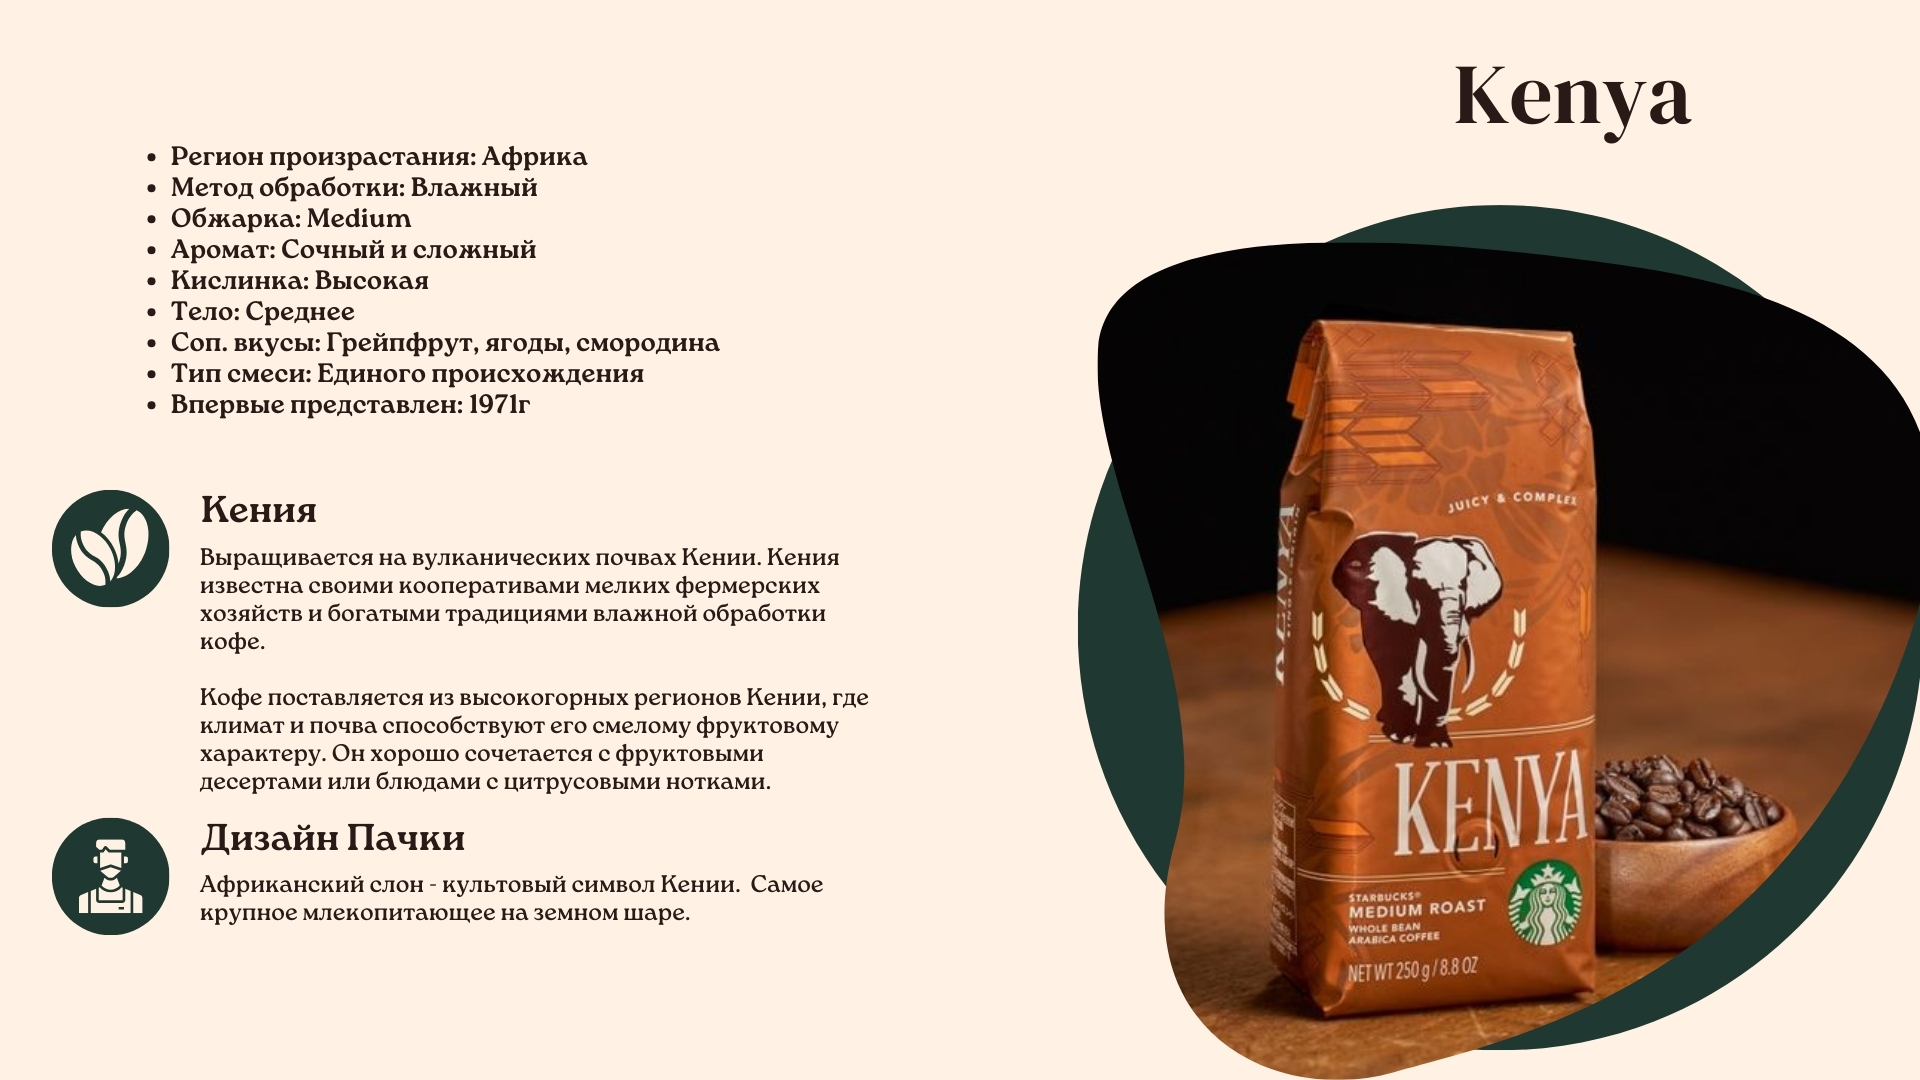 Kenya
• Регион произрастания: Африка
• Метод обработки: Влажный
• Обжарка: Medium
• Аромат: Сочный и сложный
• Кислинка: Высокая
• Тело: Среднее
• Соп. вкусы: Грейпфрут, ягоды, смородина
• Тип смеси: Единого происхождения
• Впервые представлен: 1971г
Кения
Выращивается на вулканических почвах Кении. Кения
известна своими кооперативами мелких фермерских
хозяйств и богатыми традициями влажной обработки
кофе.
Кофе поставляется из высокогорных регионов Кении, где
климат и почва способствуют его смелому фруктовому
характеру. Он хорошо сочетается с фруктовыми
десертами или блюдами с цитрусовыми нотками.
Дизайн Пачки
Африканский слон - культовый символ Кении.  Самое
крупное млекопитающее на земном шаре.
JUICY & COMPLEX
KENYA
KENYA
STARBUCKS®
MEDIUM ROAST
WHOLE BEAN
ARABICA COFFEE
NET WT 250 g / 8.8 OZ